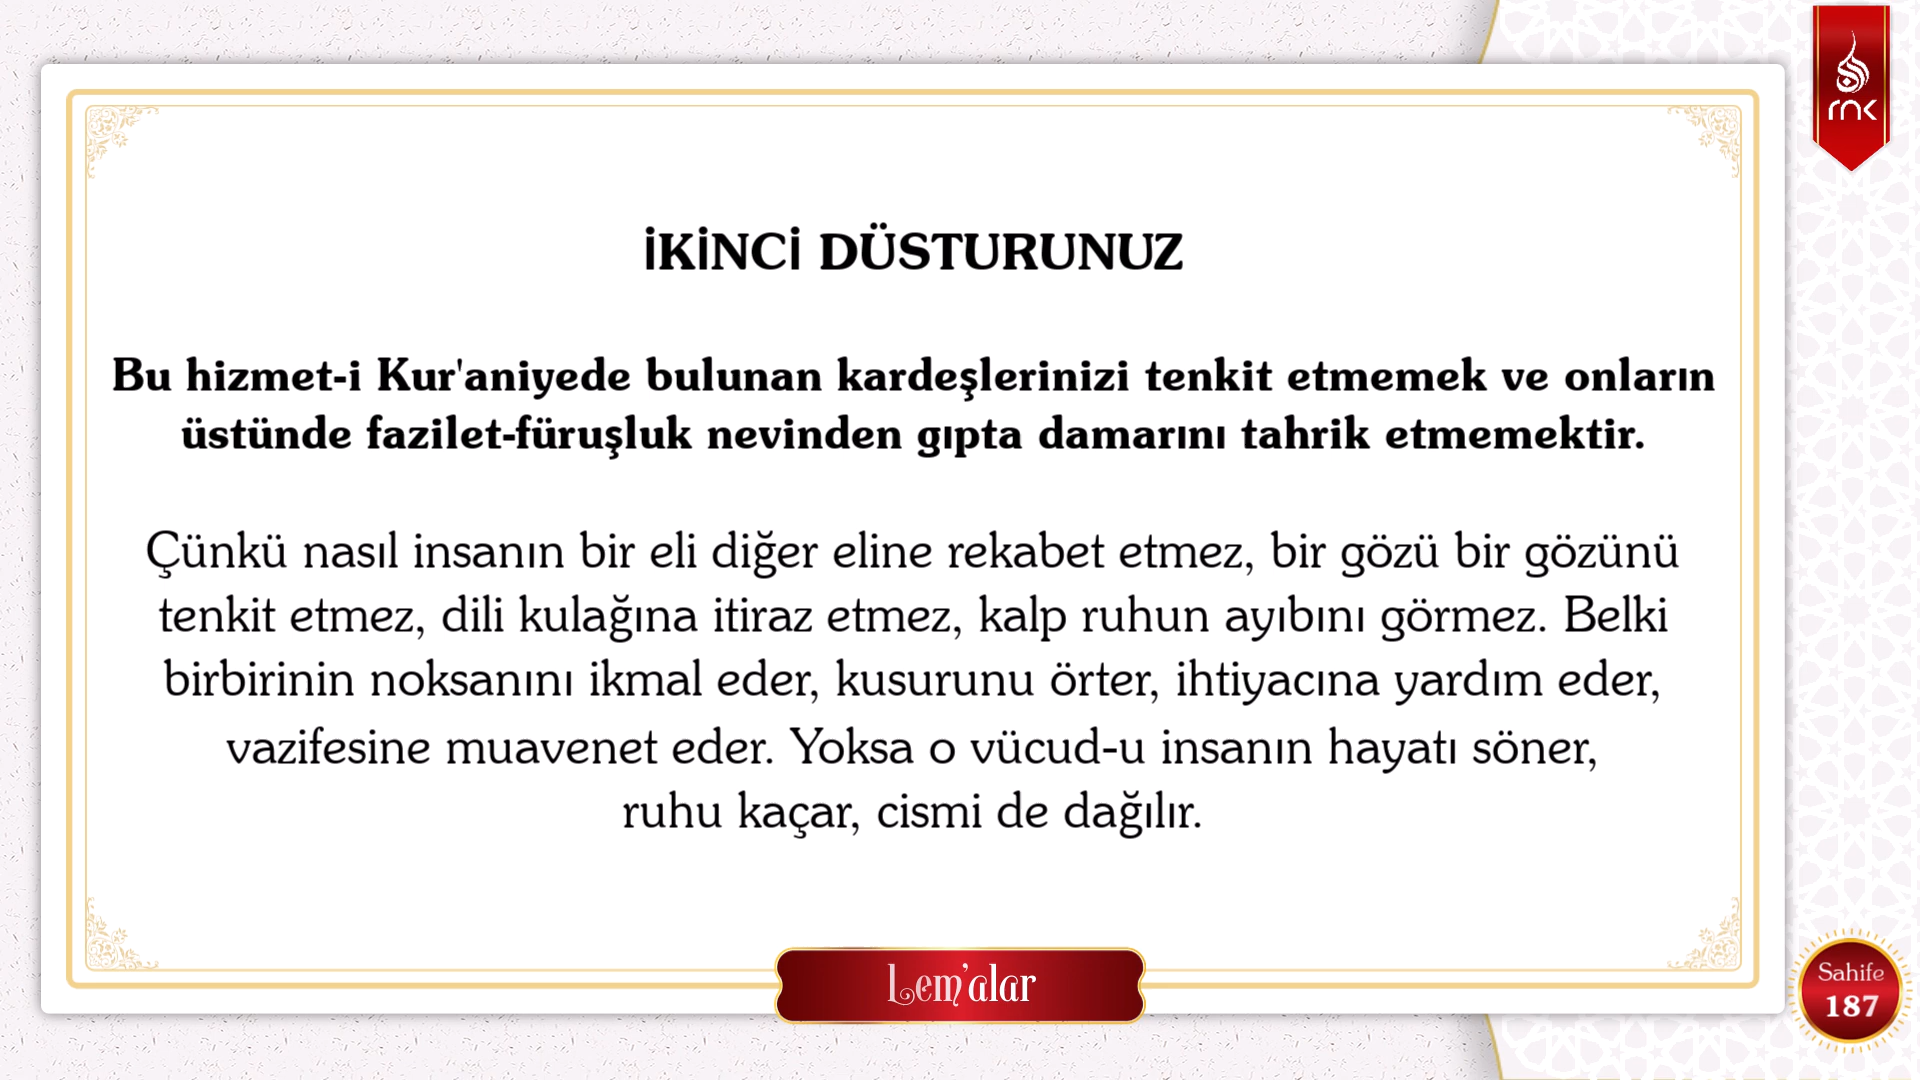 rnk
İKİNCİ DÜSTURUNUZ
Bu hizmet-i Kur'aniyede bulunan kardeşlerinizi tenkit etmemek ve onların
üstünde fazilet-füruşluk nevinden gıpta damarını tahrik etmemektir.
Çünkü nasıl insanın bir eli diğer eline rekabet etmez, bir gözü bir gözünü
tenkit etmez, dili kulağına itiraz etmez, kalp ruhun ayıbını görmez. Belki
birbirinin noksanını ikmal eder, kusurunu örter, ihtiyacına yardım eder,
vazifesine muavenet eder. Yoksa o vücud-u insanın hayatı söner,
ruhu kaçar, cismi de dağılır.
Lem'alar
Sahife
187